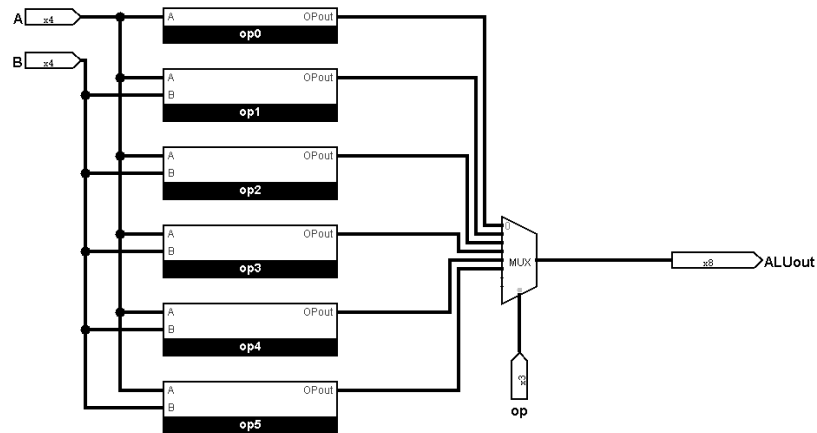 A x4
A OPout
op0
B x4
A OPout
B
op1
A OPout
B
op2
A OPout
B
op3
0
MUX
x8 ALUout
A OPout
B
op4
x3
op
A OPout
B
op5